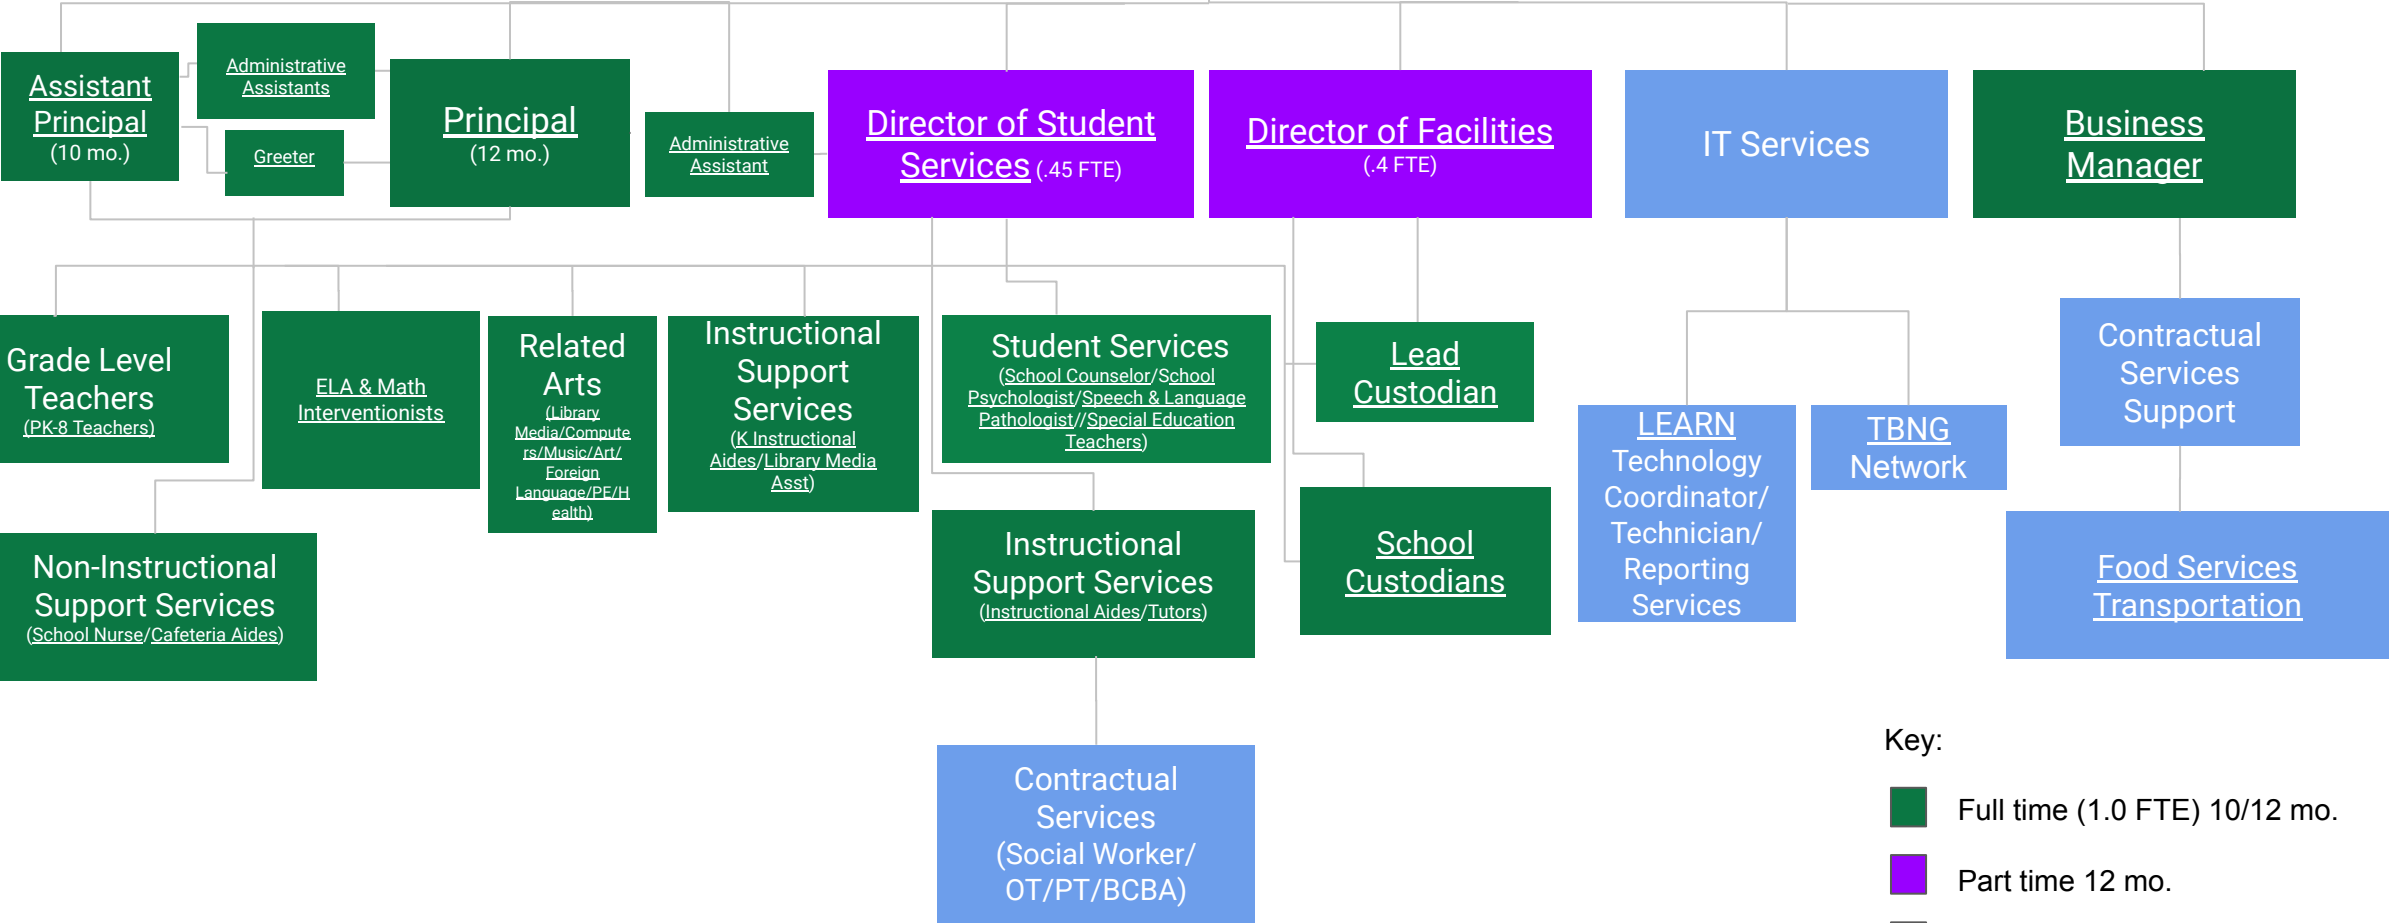 Assistant
Principal
(10 mo.)
Administrative
Assistants
Greeter
Principal
(12 mo.)
Administrative
Assistant
Director of Student
Services (.45 FTE)
Director of Facilities
(.4 FTE)
IT Services
Business
Manager
Grade Level
Teachers
(PK-8 Teachers)
ELA & Math
Interventionists
Related
Arts
(Library
Media/Compute
rs/Music/Art/
Foreign
Language/PE/H
ealth)
Instructional
Support
Services
(K Instructional
Aides/Library Media
Asst)
Student Services
(School Counselor/School
Psychologist/Speech & Language
Pathologist//Special Education
Teachers)
Lead
Custodian
Contractual
Services
Support
LEARN
Technology
Coordinator/
Technician/
Reporting
Services
TBNG
Network
Non-Instructional
Support Services
(School Nurse/Cafeteria Aides)
Instructional
Support Services
(Instructional Aides/Tutors)
School
Custodians
Food Services
Transportation
Contractual
Services
(Social Worker/
OT/PT/BCBA)
Key:
Full time (1.0 FTE) 10/12 mo.
Part time 12 mo.